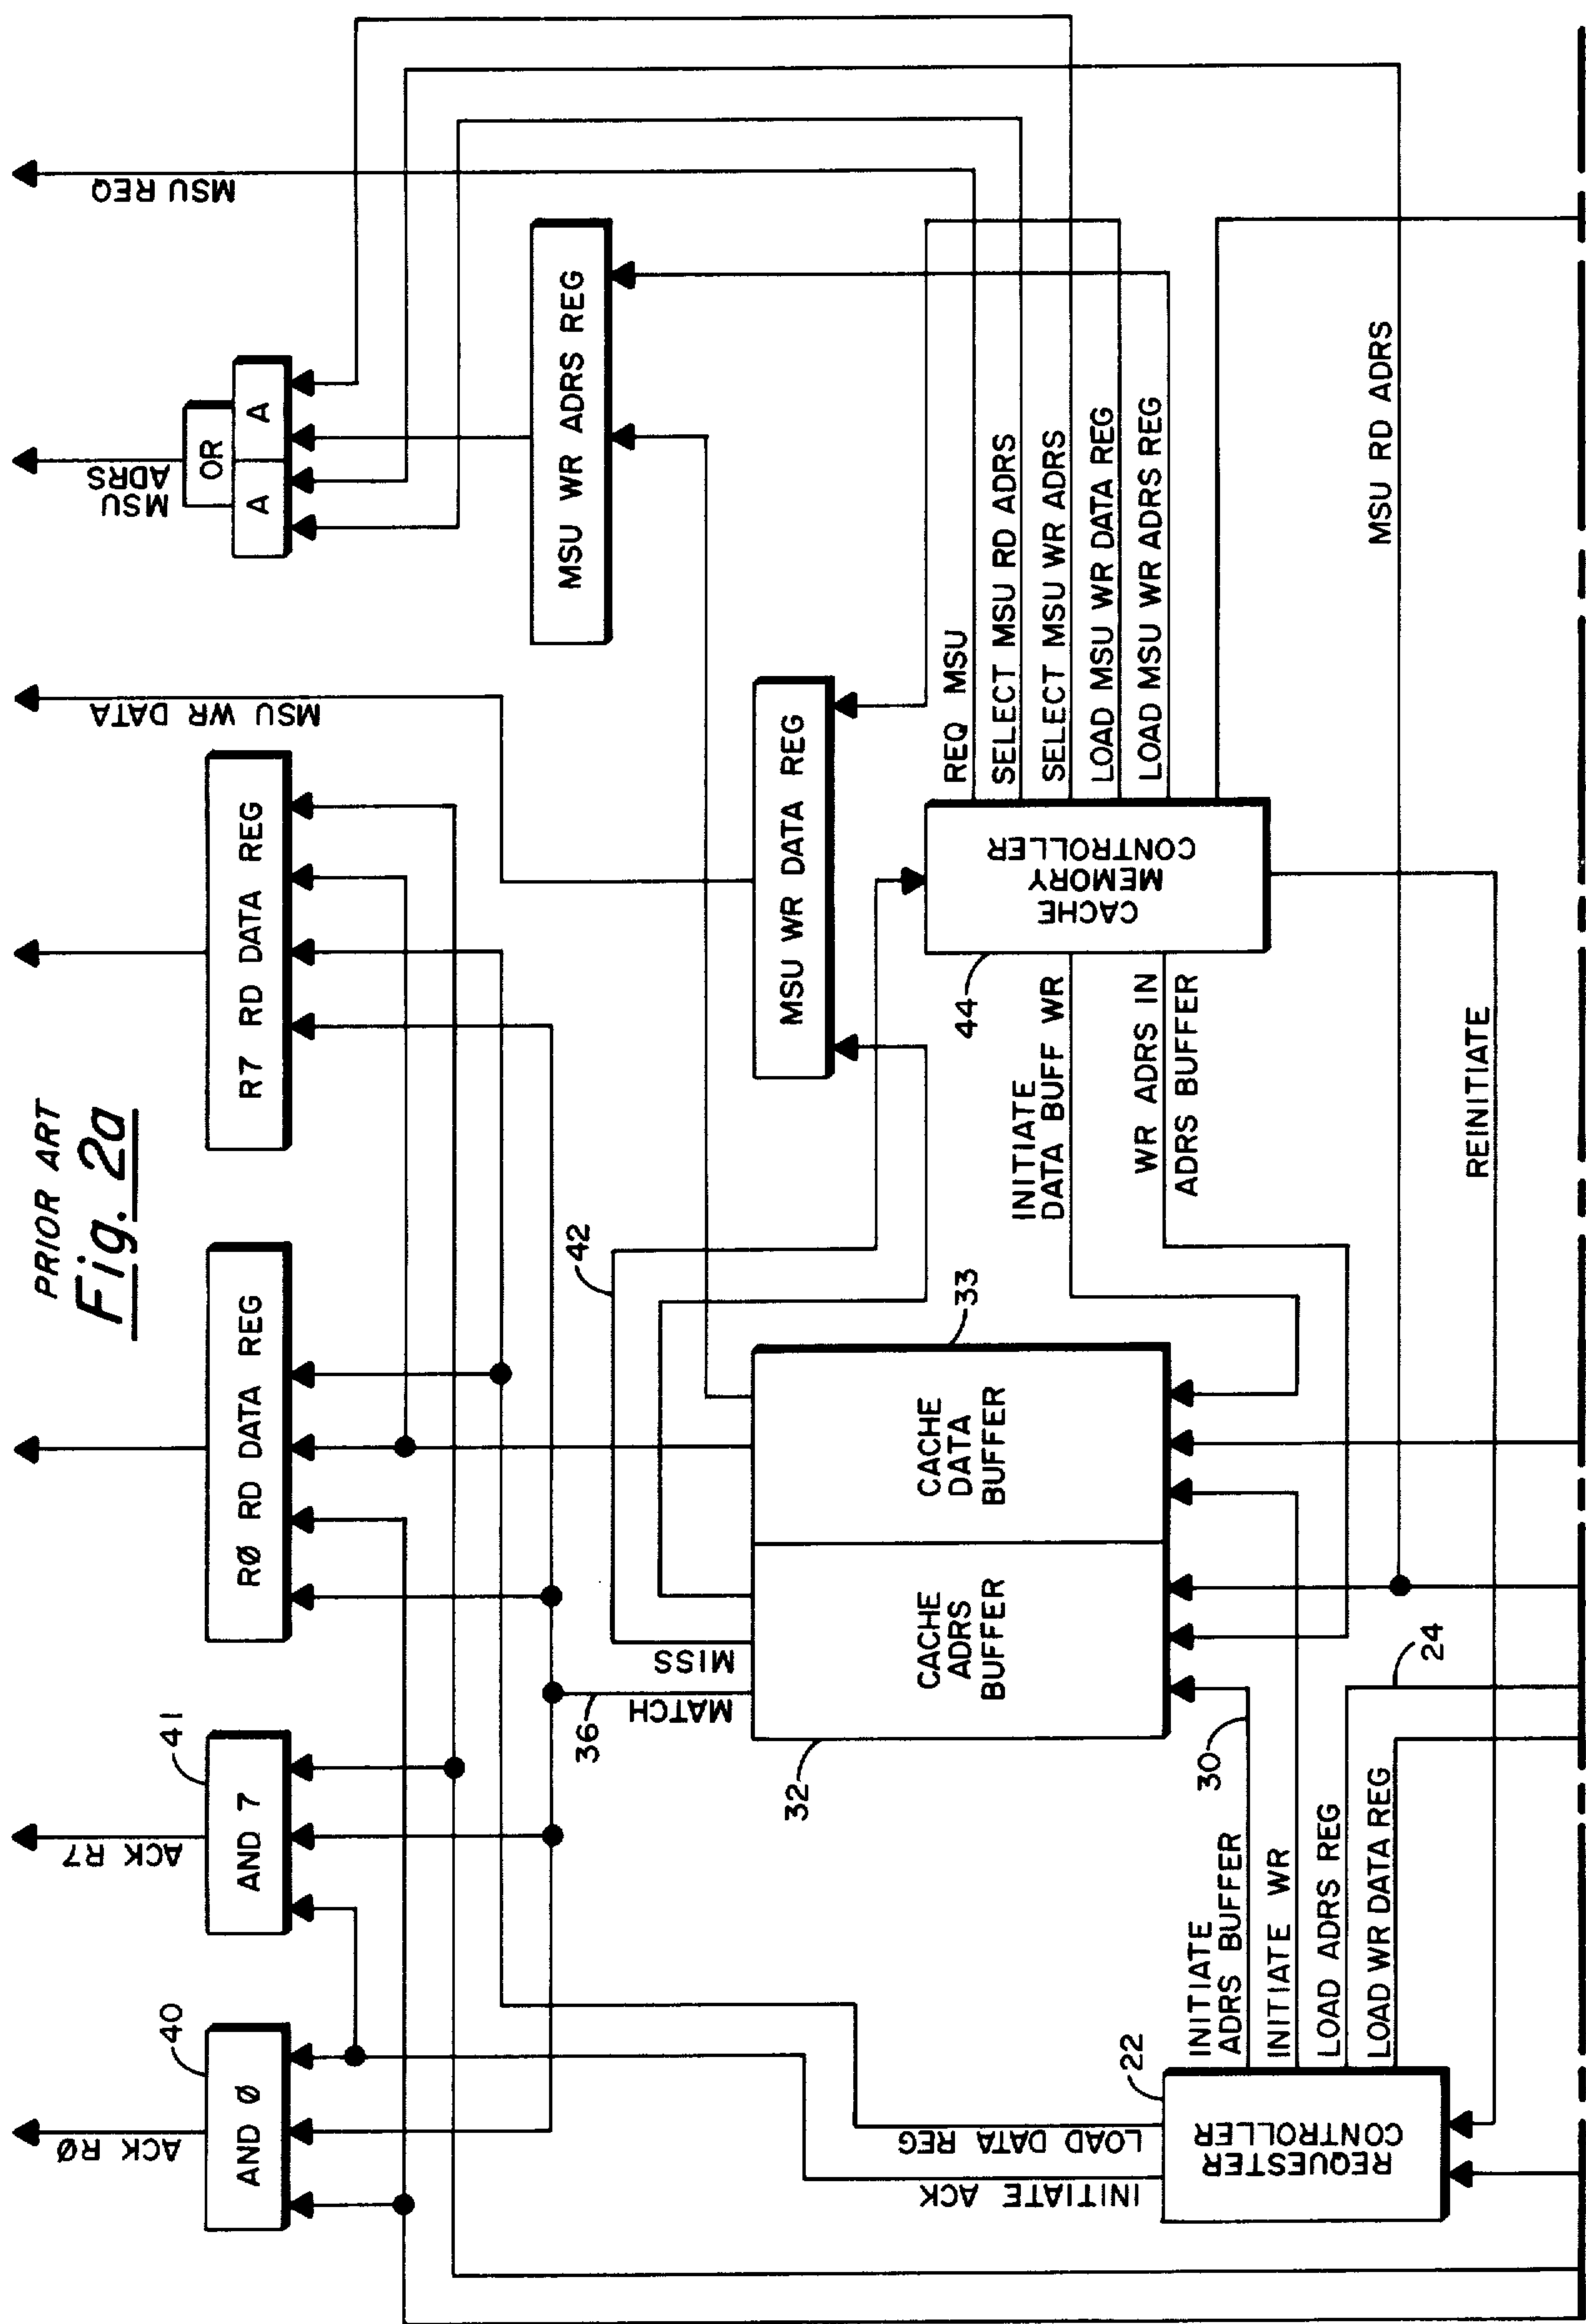 PRIOR ART
Fig. 2a
ACK RØ
ACK R7
MSU WR DATA
MSU
ADRS
MSU REQ
40
AND Ø
41
AND 7
RØ RD DATA REG
R7 RD DATA REG
OR
A
A
MSU WR ADRS REG
42
36
MATCH
MISS
MSU WR DATA REG
32
CACHE
ADRS
BUFFER
CACHE
DATA
BUFFER
33
44
CACHE
MEMORY
CONTROLLER
REQ MSU
SELECT MSU RD ADRS
SELECT MSU WR ADRS
LOAD MSU WR DATA REG
LOAD MSU WR ADRS REG
INITIATE
DATA BUFF WR
WR ADRS IN
ADRS BUFFER
INITIATE ACK
LOAD DATA REG
22
REQUESTER
CONTROLLER
INITIATE
ADRS BUFFER
30
INITIATE WR
LOAD ADRS REG
LOAD WR DATA REG
24
MSU RD ADRS
REINITIATE